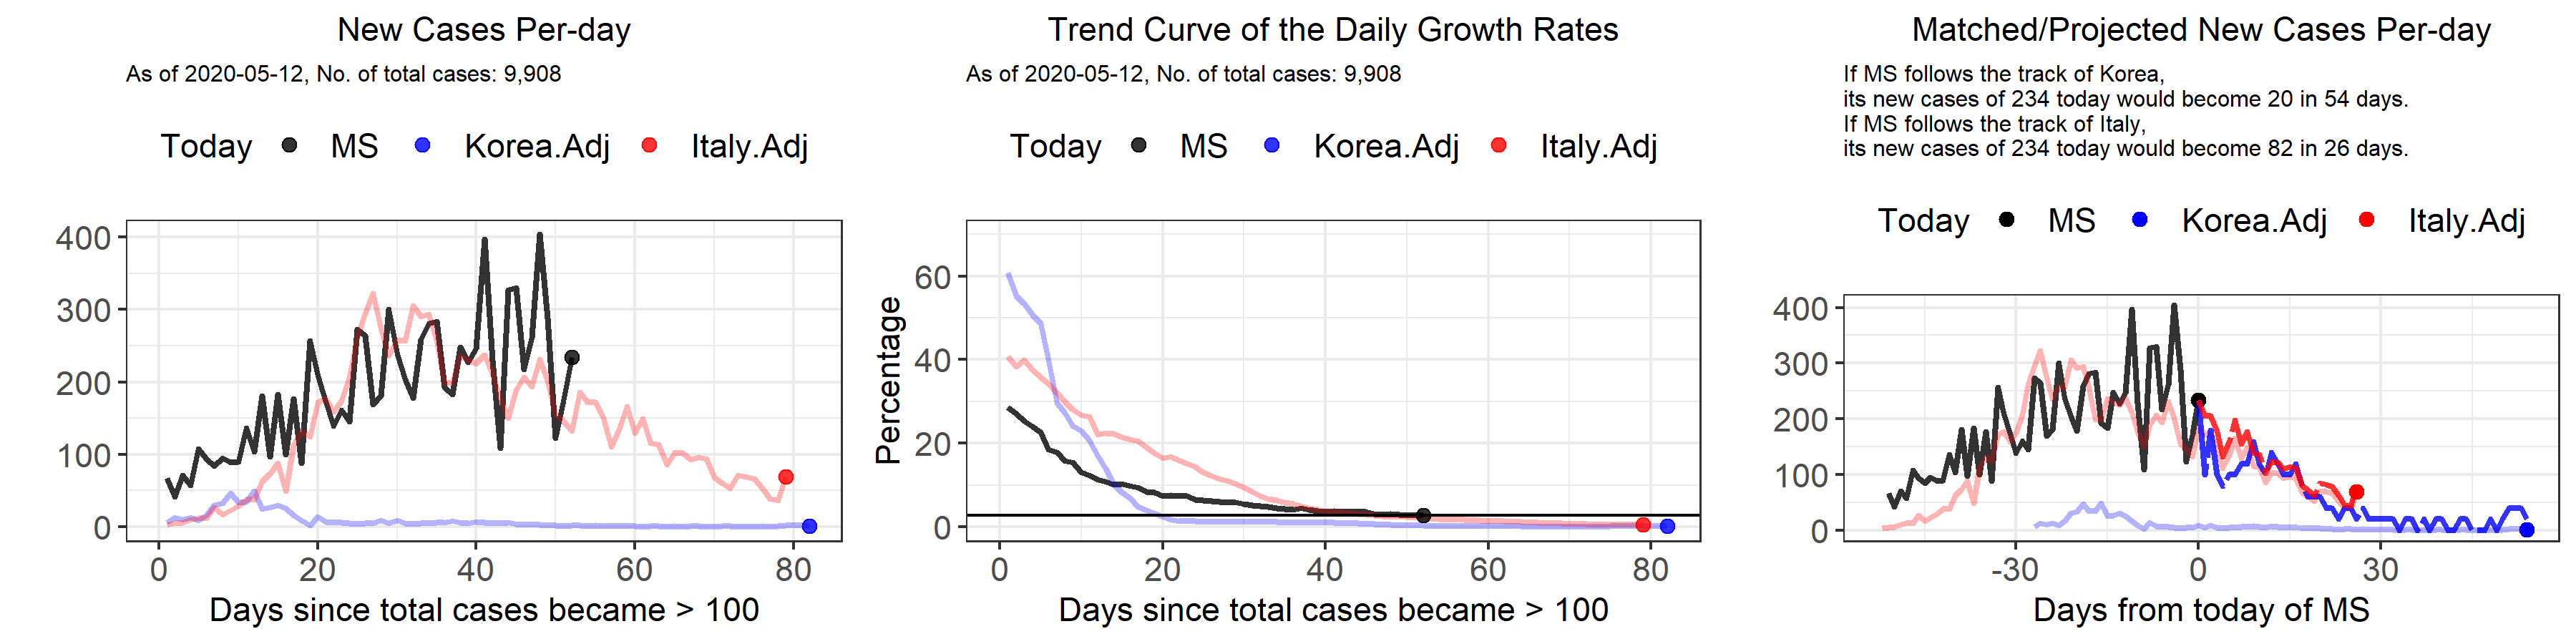 New Cases Per-day
As of 2020-05-12, No. of total cases: 9,908
Today MS Korea.Adj Italy.Adj
400
300
200
100
0
0 20 40 60 80
Days since total cases became > 100
Trend Curve of the Daily Growth Rates
As of 2020-05-12, No. of total cases: 9,908
Today MS Korea.Adj Italy.Adj
Percentage
60
40
20
0
0 20 40 60 80
Days since total cases became > 100
Matched/Projected New Cases Per-day
If MS follows the track of Korea,
its new cases of 234 today would become 20 in 54 days.
If MS follows the track of Italy,
its new cases of 234 today would become 82 in 26 days.
Today MS Korea.Adj Italy.Adj
400
300
200
100
0
-30 0 30
Days from today of MS